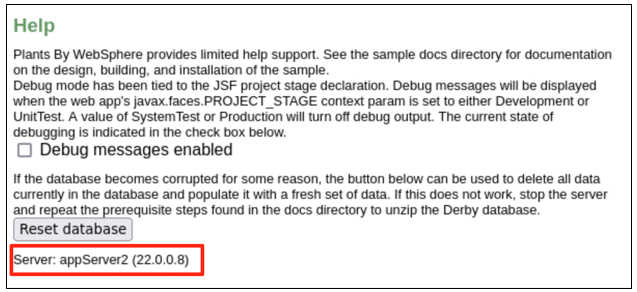 Help
Plants By WebSphere provides limited help support. See the sample docs directory for documentation
on the design, building, and installation of the sample.
Debug mode has been tied to the JSF project stage declaration. Debug messages will be displayed
when the web app's javax.faces.PROJECT_STAGE context param is set to either Development or
UnitTest. A value of SystemTest or Production will turn off debug output. The current state of
debugging is indicated in the check box below.
Debug messages enabled
If the database becomes corrupted for some reason, the button below can be used to delete all data
currently in the database and populate it with a fresh set of data. If this does not work, stop the server
and repeat the prerequisite steps found in the docs directory to unzip the Derby database.
Reset database
Server: appServer2 (22.0.0.8)